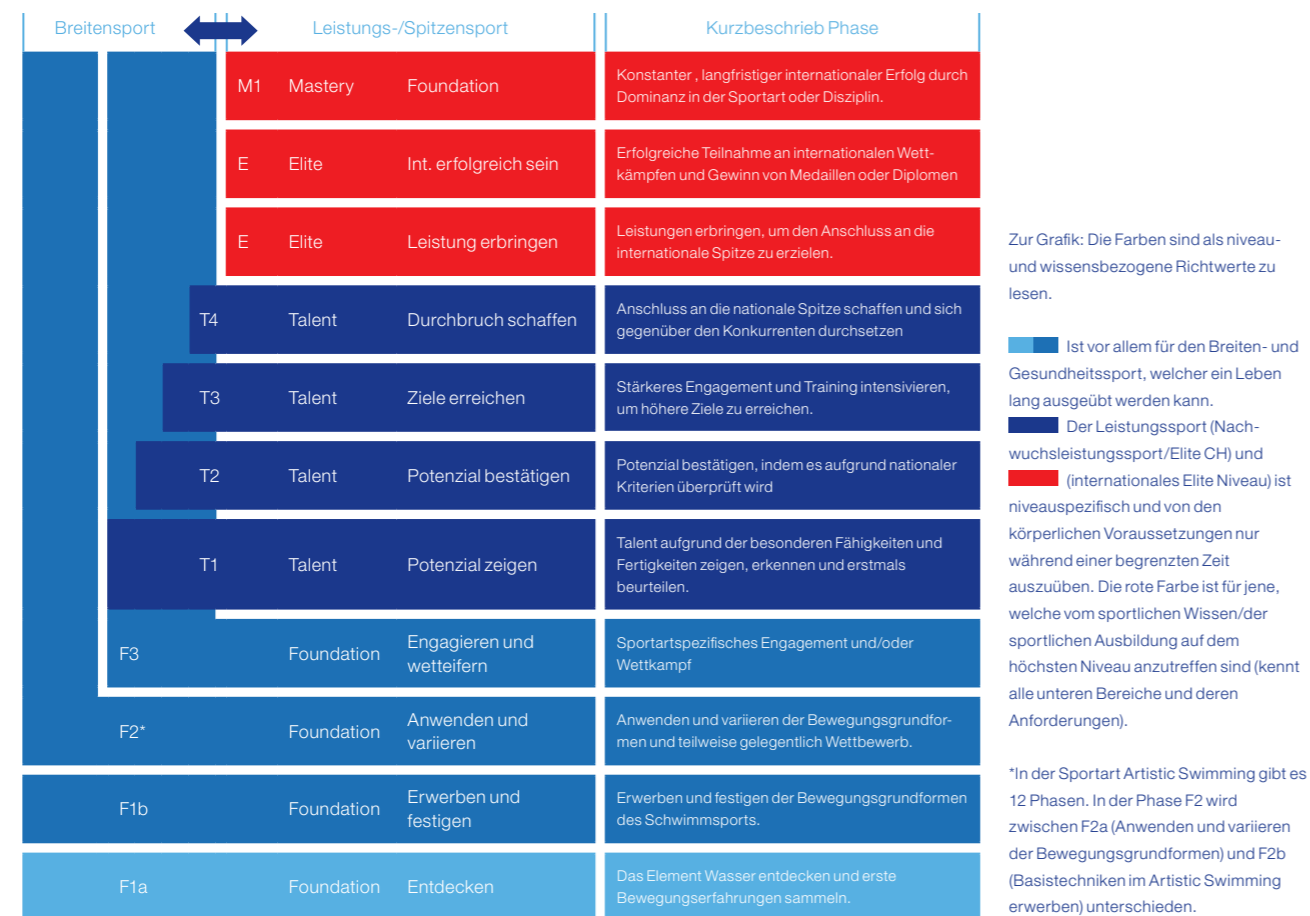 Breitensport Leistungs-/Spitzensport Kurzbeschrieb Phase
M1 Mastery Foundation
Konstanter , langfristiger internationaler Erfolg durch
Dominanz in der Sportart oder Disziplin.
E Elite Int. erfolgreich sein
Erfolgreiche Teilnahme an internationalen Wett-
kämpfen und Gewinn von Medaillen oder Diplomen
E Elite Leistung erbringen
Leistungen erbringen, um den Anschluss an die
internationale Spitze zu erzielen.
T4 Talent Durchbruch schaffen
Anschluss an die nationale Spitze schaffen und sich
gegenüber den Konkurrenten durchsetzen
T3 Talent Ziele erreichen
Stärkeres Engagement und Training intensivieren,
um höhere Ziele zu erreichen.
T2 Talent Potenzial bestätigen
Potenzial bestätigen, indem es aufgrund nationaler
Kriterien überprüft wird
T1 Talent Potenzial zeigen
Talent aufgrund der besonderen Fähigkeiten und
Fertigkeiten zeigen, erkennen und erstmals
beurteilen.
F3 Foundation Engagieren und
wetteifern
Sportartspezifisches Engagement und/oder
Wettkampf
F2* Foundation Anwenden und
variieren
Anwenden und variieren der Bewegungsgrundfor-
men und teilweise gelegentlich Wettbewerb.
F1b Foundation Erwerben und
festigen
Erwerben und festigen der Bewegungsgrundformen
des Schwimmsports.
F1a Foundation Entdecken
Das Element Wasser entdecken und erste
Bewegungserfahrungen sammeln.
Zur Grafik: Die Farben sind als niveau-
und wissensbezogene Richtwerte zu
lesen.
Ist vor allem für den Breiten- und
Gesundheitssport, welcher ein Leben
lang ausgeübt werden kann.
Der Leistungssport (Nach-
wuchsleistungssport/Elite CH) und
(internationales Elite Niveau) ist
niveauspezifisch und von den
körperlichen Voraussetzungen nur
während einer begrenzten Zeit
auszuüben. Die rote Farbe ist für jene,
welche vom sportlichen Wissen/der
sportlichen Ausbildung auf dem
höchsten Niveau anzutreffen sind (kennt
alle unteren Bereiche und deren
Anforderungen).
*In der Sportart Artistic Swimming gibt es
12 Phasen. In der Phase F2 wird
zwischen F2a (Anwenden und variieren
der Bewegungsgrundformen) und F2b
(Basistechniken im Artistic Swimming
erwerben) unterschieden.